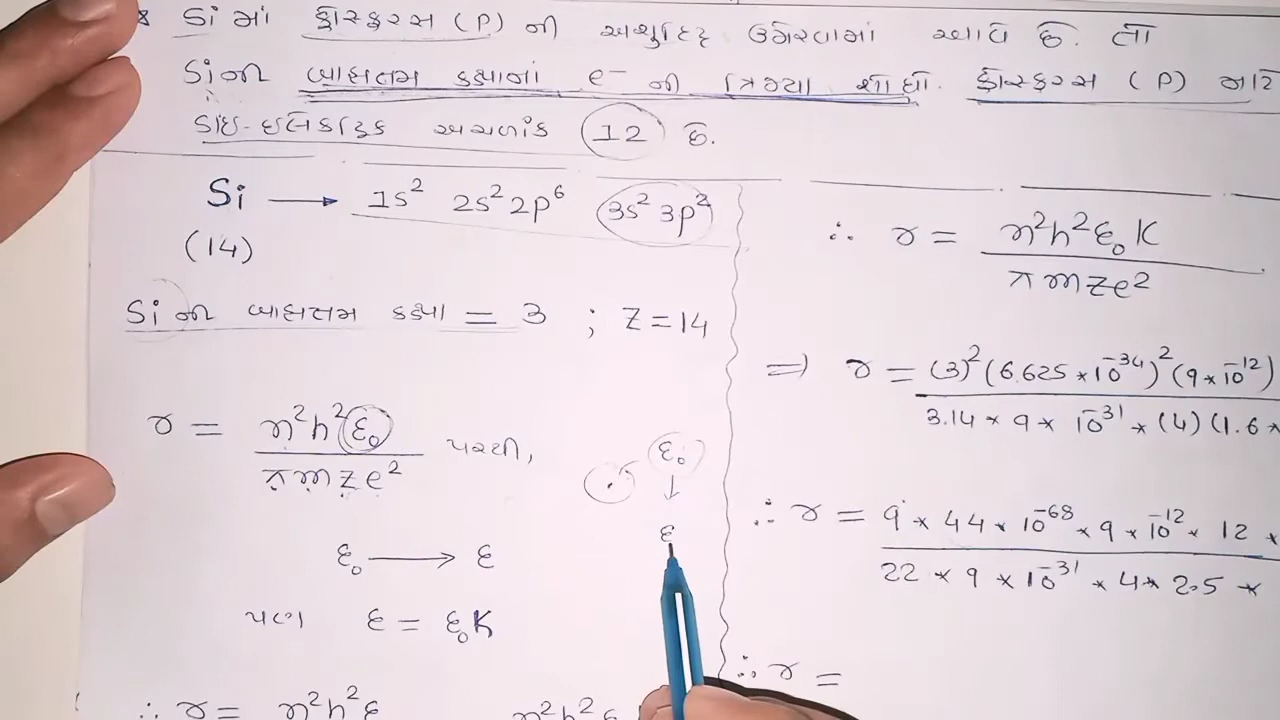 * Si માં ફોસ્ફરસ (P) ની અશુદ્ધિ ઉમેરવામાં આવે છે. તો
Si ના બાહ્યતમ કક્ષાનાં e⁻ ની ત્રિજ્યા શોધો. ફોસ્ફરસ (P) માટે
ડાઇ-ઇલેક્ટ્રિક અચળાંક 12 છે.
Si → 1s² 2s² 2p⁶ 3s² 3p²
(14)
Si ના બાહ્યતમ કક્ષા = 3 ; Z = 14
r = n²h²ε₀ / πmze² પરથી,
ε₀ → ε
પણ ε = ε₀K
∴ r = n²h²ε
n²h²ε
ε₀
↓
ε
∴ r = n²h²ε₀K / πmze²
⇒ r = (3)²(6.625 * 10⁻³⁴)²(9 * 10⁻¹²) / 3.14 * 9 * 10⁻³¹ * (4)(1.6 *
∴ r = 9 * 44 * 10⁻⁶⁸ * 9 * 10⁻¹² * 12 * / 22 * 9 * 10⁻³¹ * 4 * 2.5 *
∴ r =